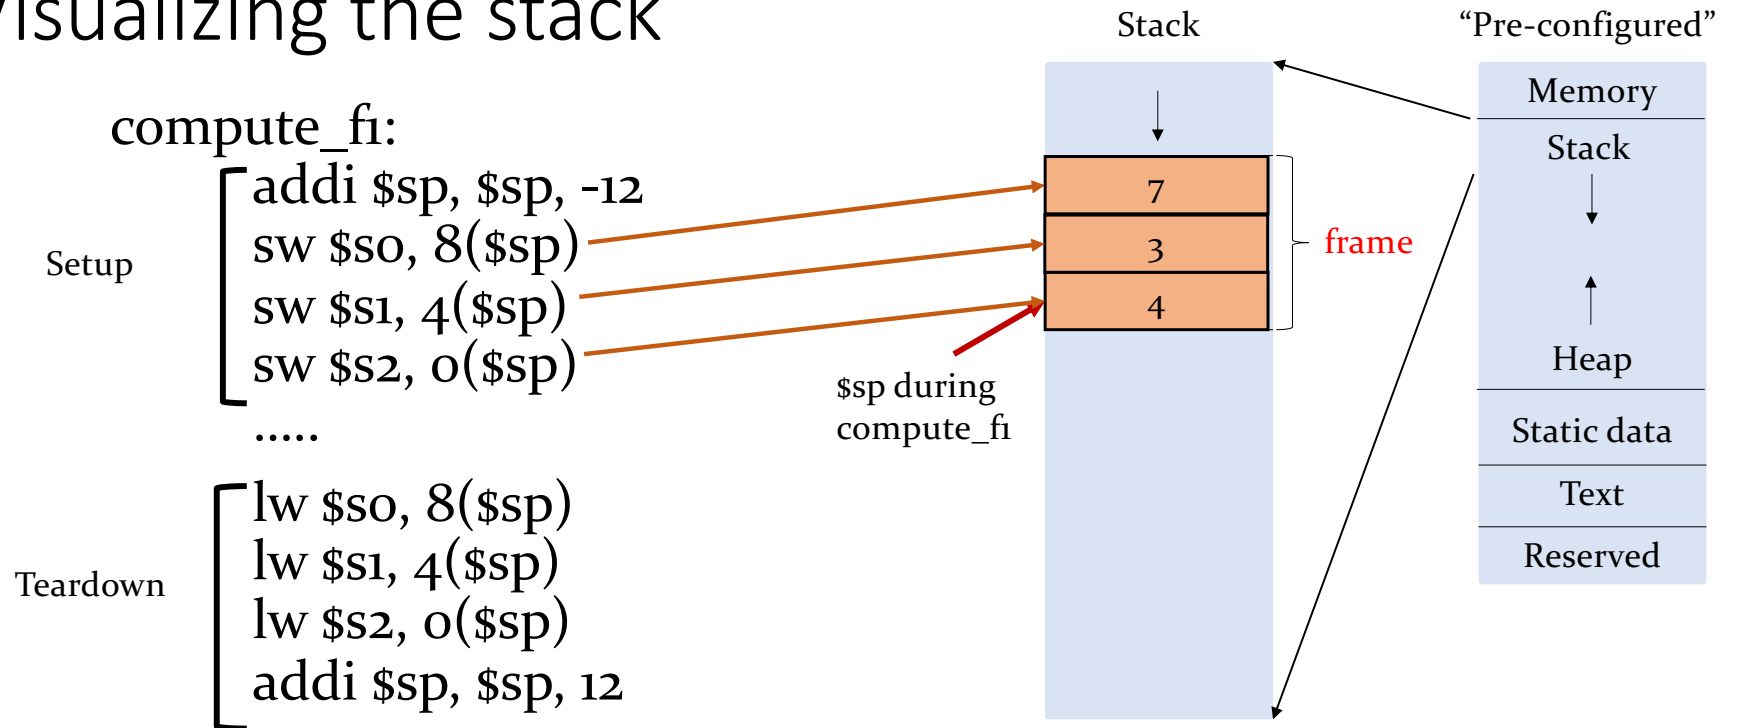 Visualizing the stack
compute_f1:
Setup
addi $sp, $sp, -12
sw $s0, 8($sp)
sw $s1, 4($sp)
sw $s2, 0($sp)
.....
Teardown
lw $s0, 8($sp)
lw $s1, 4($sp)
lw $s2, 0($sp)
addi $sp, $sp, 12
Stack
7
3
4
frame
$sp during
compute_f1
“Pre-configured”
Memory
Stack
Heap
Static data
Text
Reserved